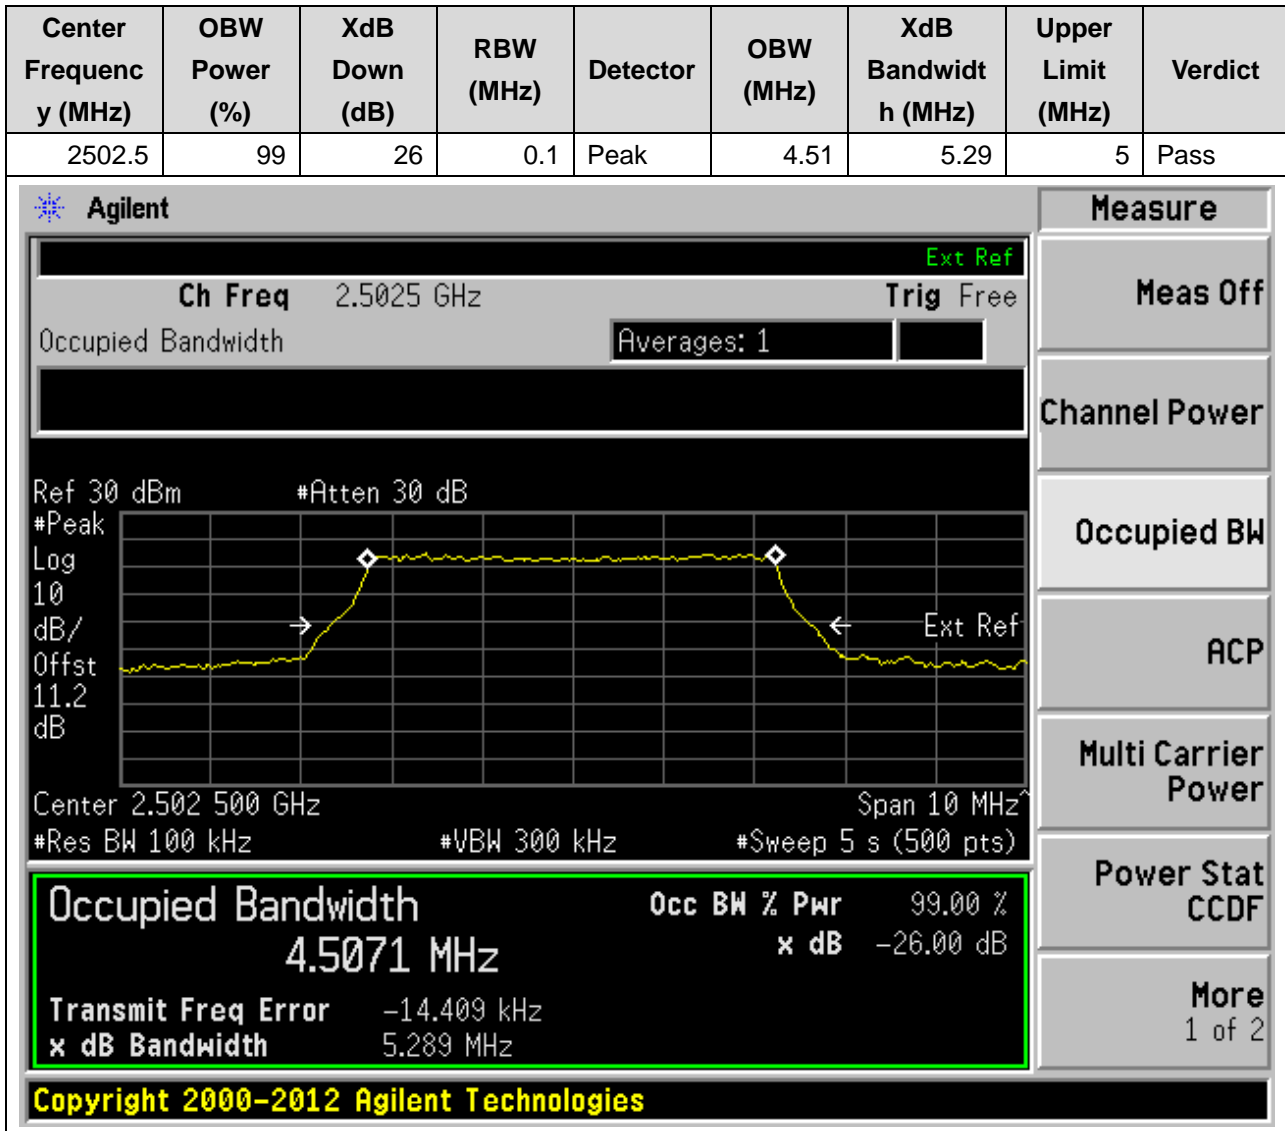 Center Frequenc y (MHz) OBW Power (%) XdB Down (dB) RBW (MHz) Detector OBW (MHz) XdB Bandwidt h (MHz) Upper Limit (MHz) Verdict
2502.5 99 26 0.1 Peak 4.51 5.29 5 Pass
Agilent
Measure
Ext Ref
Ch Freq 2.5025 GHz Trig Free
Occupied Bandwidth Averages: 1
Ref 30 dBm #Atten 30 dB
#Peak
Log
10
dB/
Offst
11.2
dB
Ext Ref
Center 2.502 500 GHz Span 10 MHz^
#Res BW 100 kHz #VBW 300 kHz #Sweep 5 s (500 pts)
Occupied Bandwidth
4.5071 MHz
Occ BW % Pwr 99.00 %
x dB -26.00 dB
Transmit Freq Error -14.409 kHz
x dB Bandwidth 5.289 MHz
Meas Off
Channel Power
Occupied BW
ACP
Multi Carrier
Power
Power Stat
CCDF
More
1 of 2
Copyright 2000-2012 Agilent Technologies